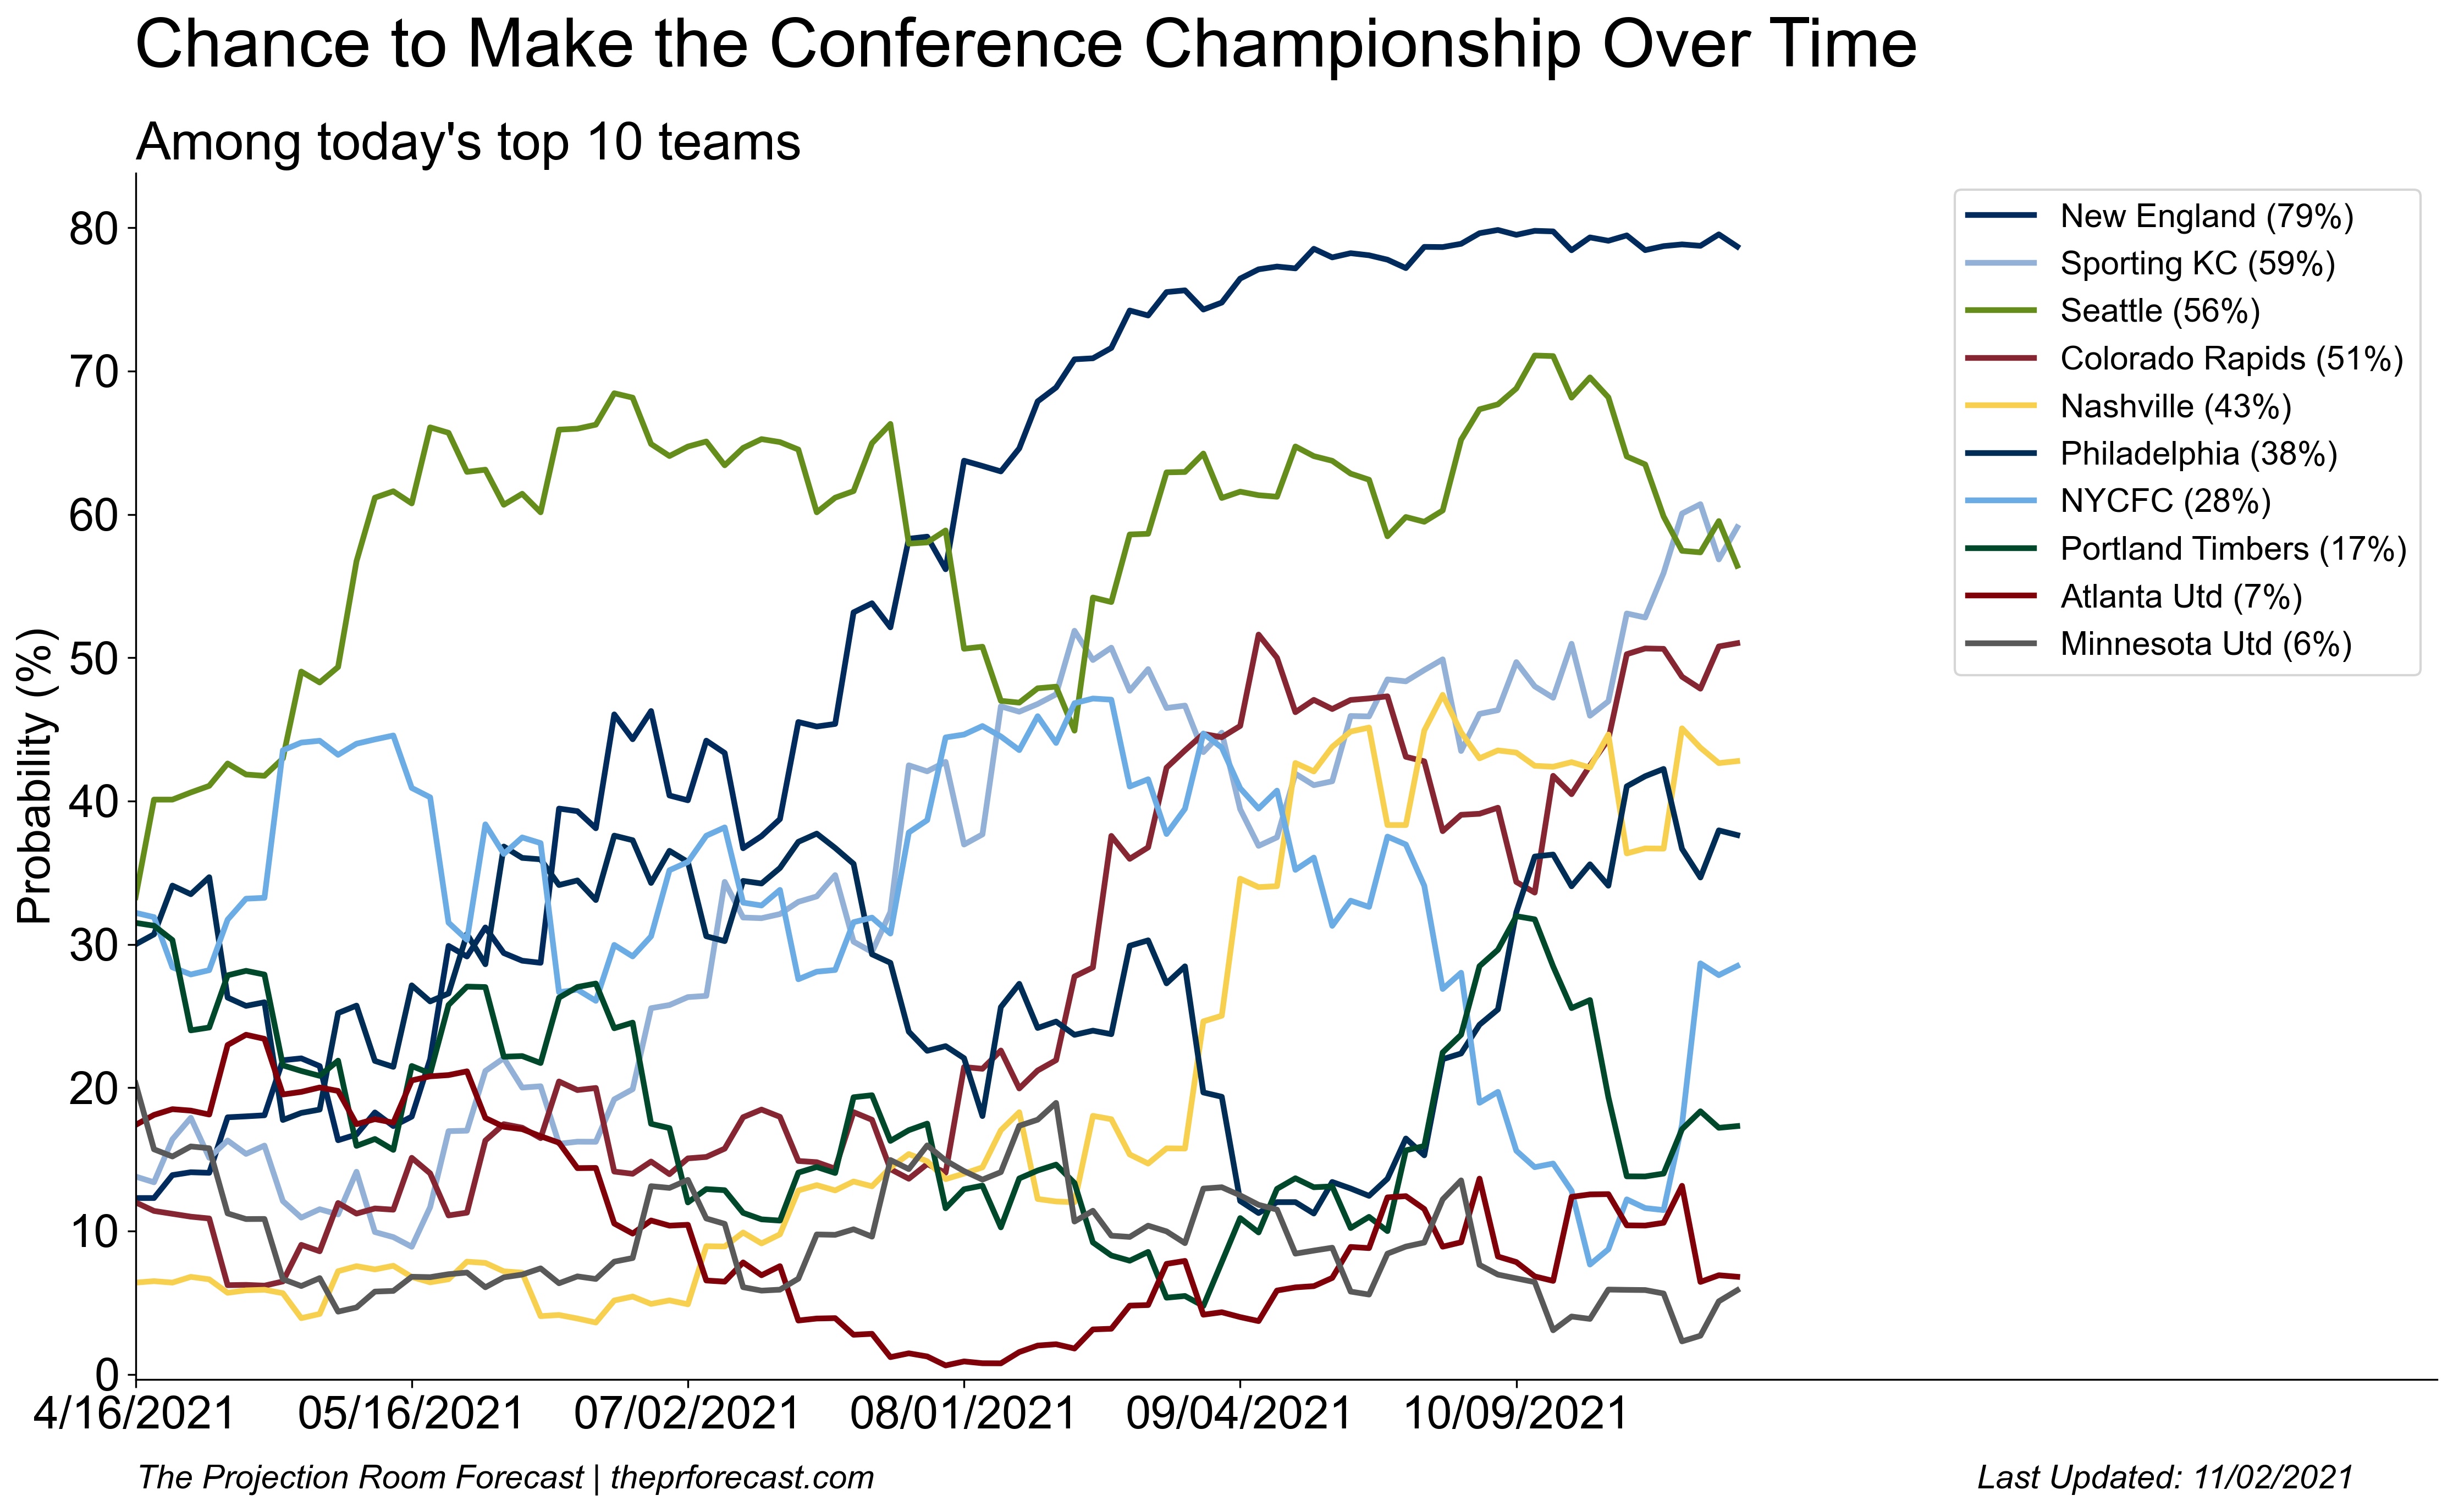 Chance to Make the Conference Championship Over Time
Among today's top 10 teams
80
70
60
50
40
30
20
10
0
Probability (%)
New England (79%)
Sporting KC (59%)
Seattle (56%)
Colorado Rapids (51%)
Nashville (43%)
Philadelphia (38%)
NYCFC (28%)
Portland Timbers (17%)
Atlanta Utd (7%)
Minnesota Utd (6%)
4/16/2021 05/16/2021 07/02/2021 08/01/2021 09/04/2021 10/09/2021
The Projection Room Forecast | theprforecast.com
Last Updated: 11/02/2021